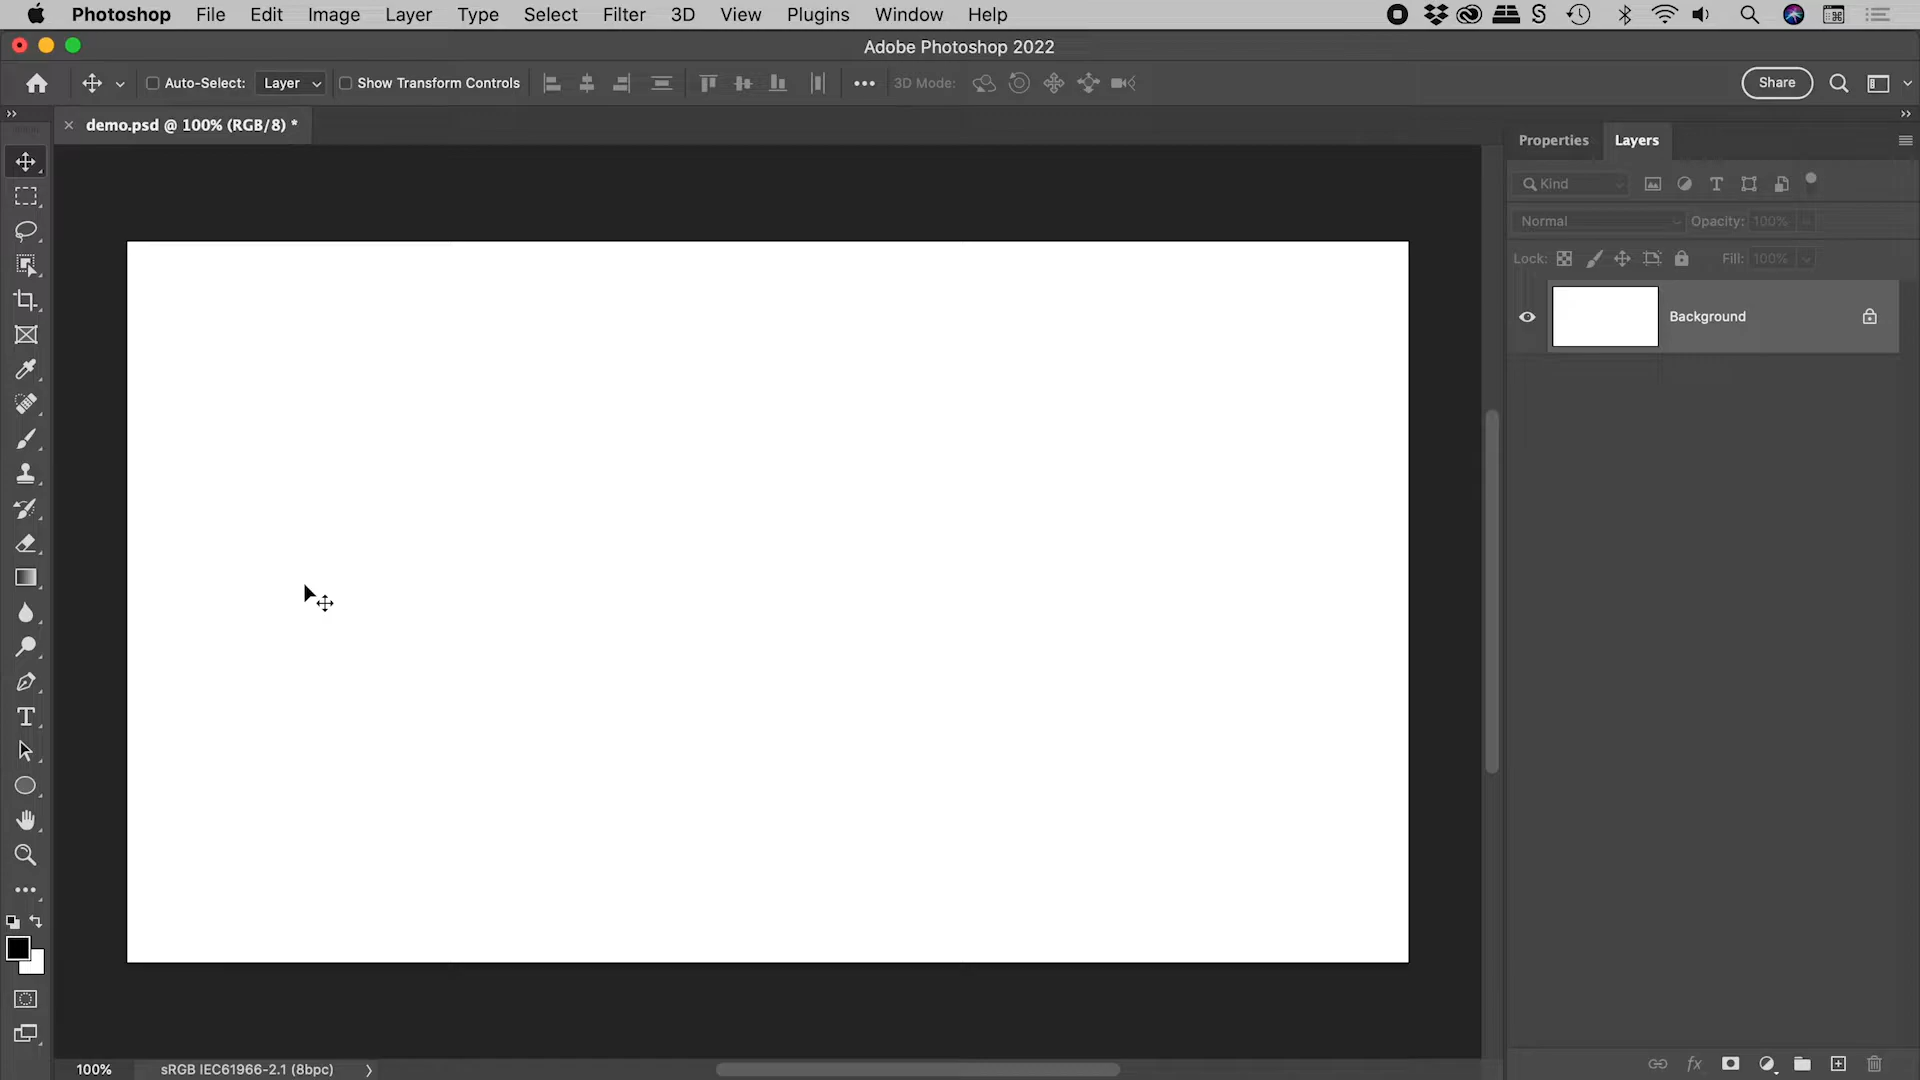 Photoshop File Edit Image Layer Type Select Filter 3D View Plugins Window Help
Adobe Photoshop 2022
Auto-Select: Layer Show Transform Controls 3D Mode: Share
demo.psd @ 100% (RGB/8) *
Properties Layers
Kind
Normal Opacity: 100%
Lock: Fill: 100%
Background
100% sRGB IEC61966-2.1 (8bpc)